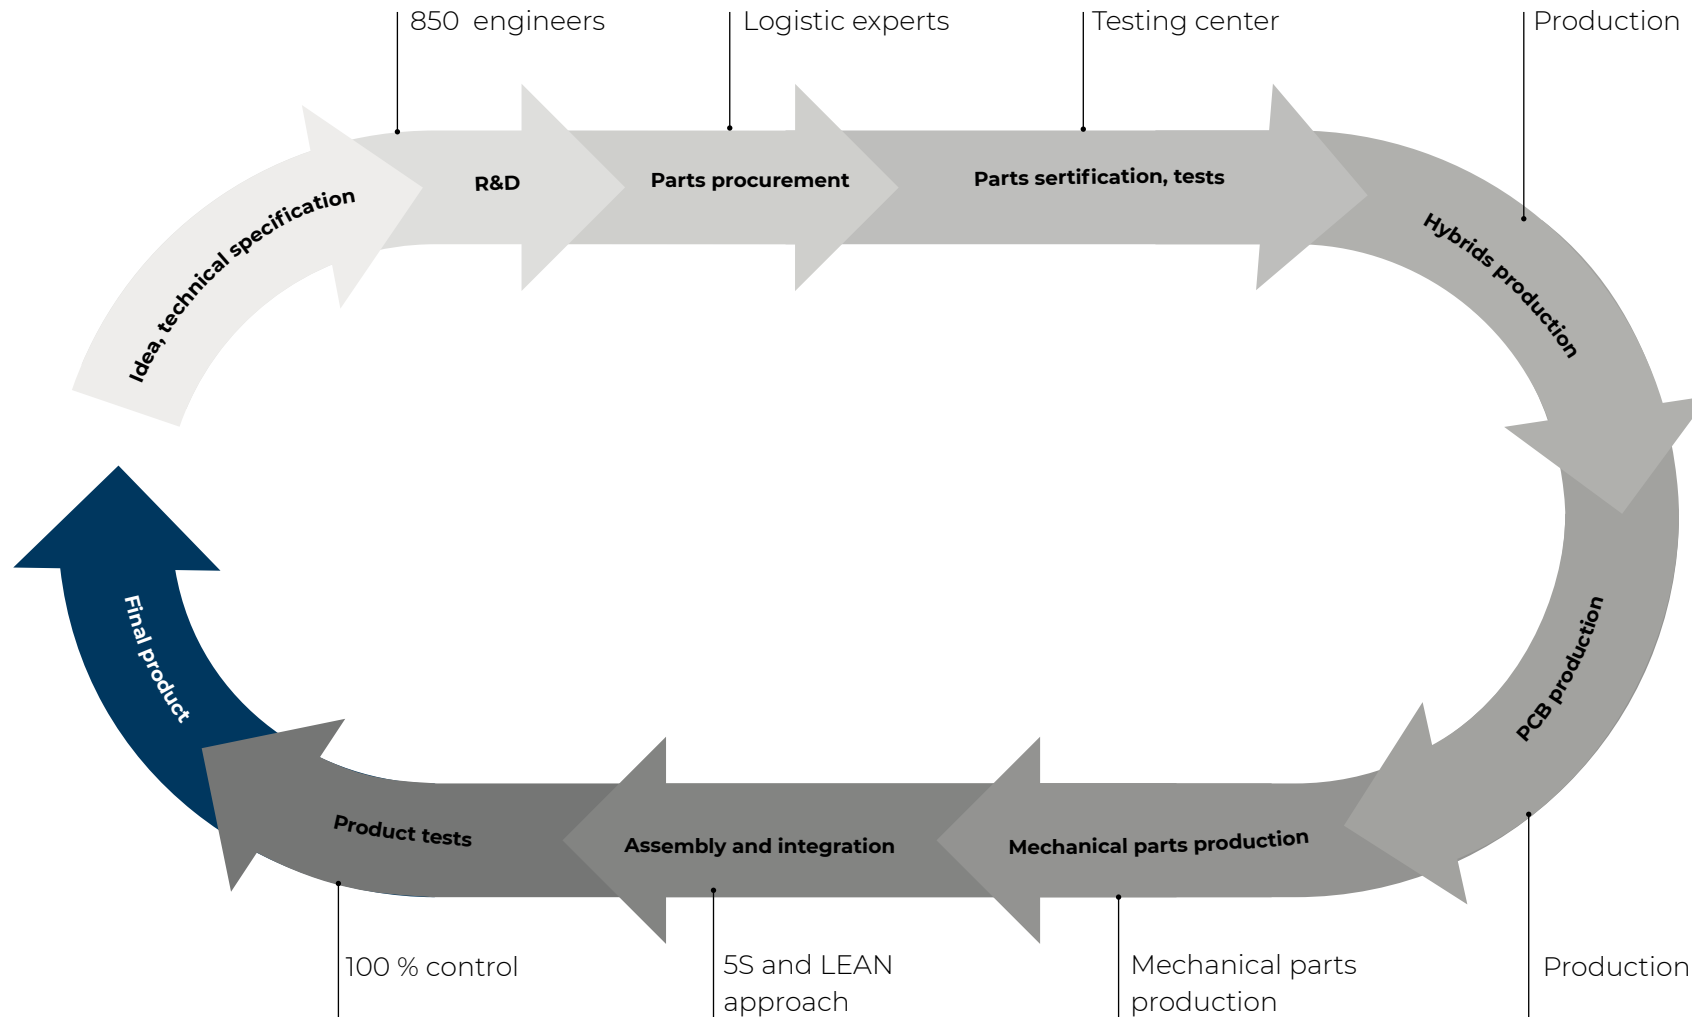 850 engineers
Logistic experts
Testing center
Production
Idea, technical specification
R&D
Parts procurement
Parts sertification, tests
Hybrids production
PCB production
Mechanical parts production
Assembly and integration
Product tests
Final product
100 % control
5S and LEAN
approach
Mechanical parts
production
Production